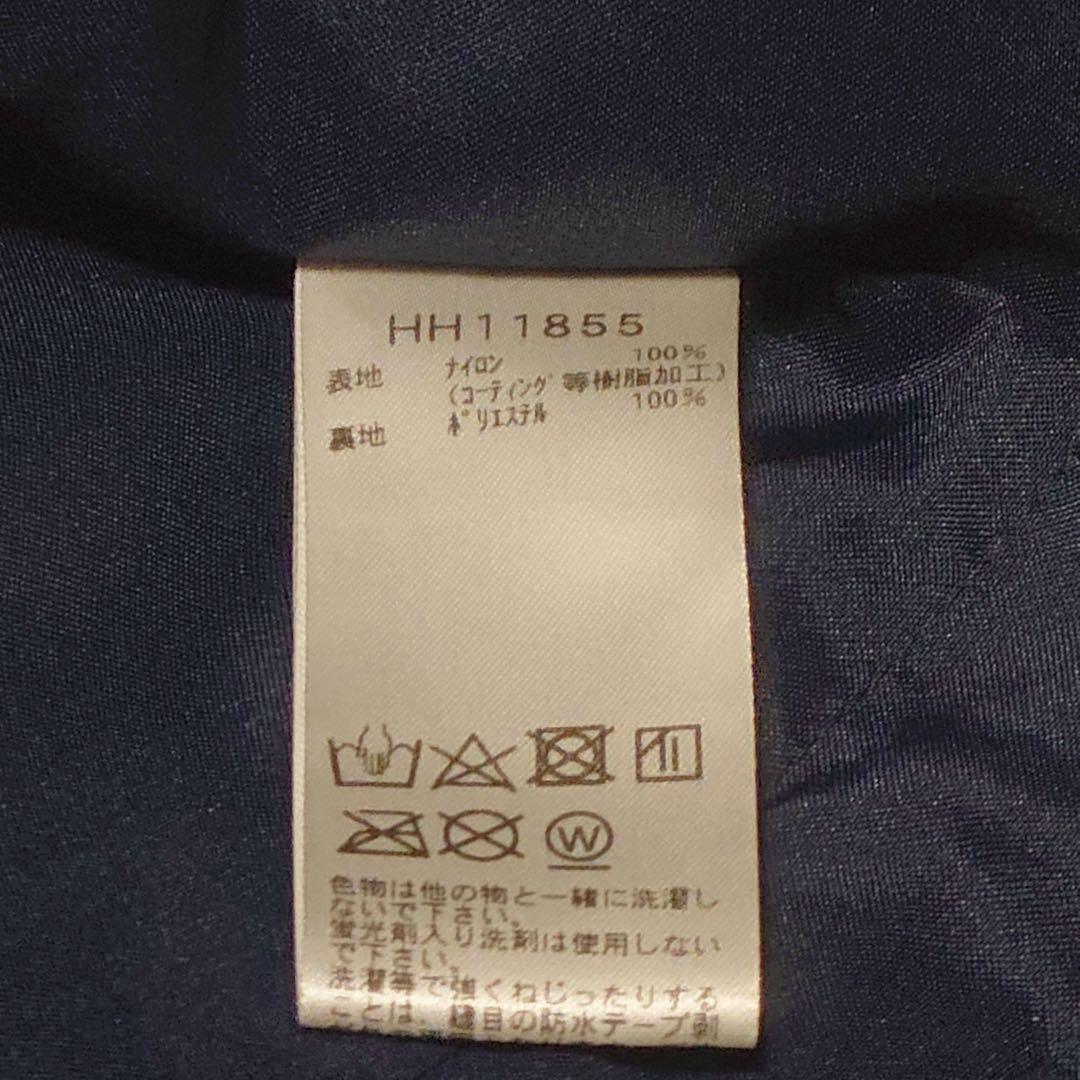 HH11855
表地 ナイロン 100%
(コーティング等樹脂加工)
裏地 ポリエステル 100%
W
色物は他の物と一緒に洗濯し
ないで下さい。
蛍光剤入り洗剤は使用しない
で下さい。
洗濯等で強くねじったりする
ことは、縫目の防水テープ剥